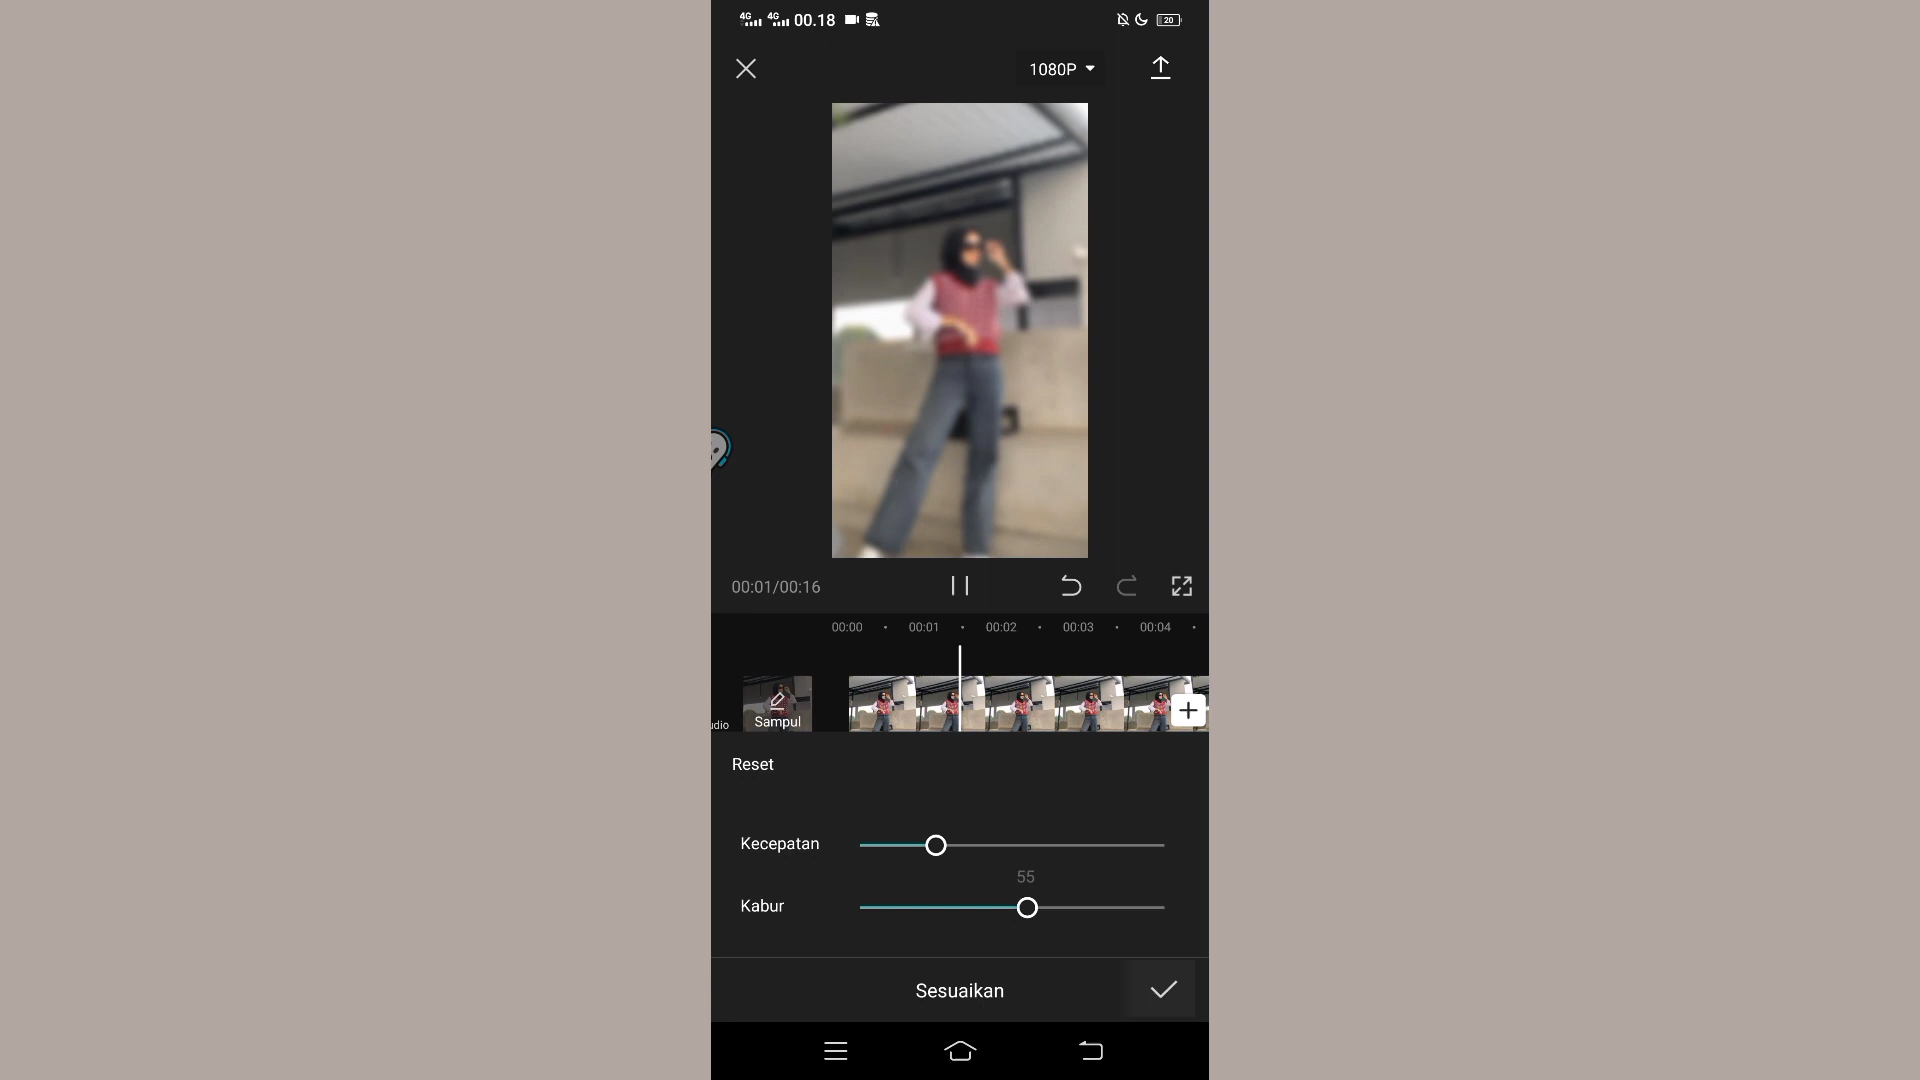 4G 4G 00.18 20
1080P
00:01/00:16
00:00 00:01 00:02 00:03 00:04
udio
Sampul
Reset
Kecepatan
55
Kabur
Sesuaikan